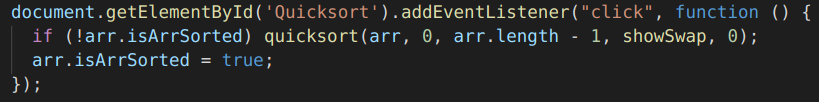 document.getElementById('Quicksort').addEventListener("click", function () {
  if (!arr.isArrSorted) quicksort(arr, 0, arr.length - 1, showSwap, 0);
  arr.isArrSorted = true;
});